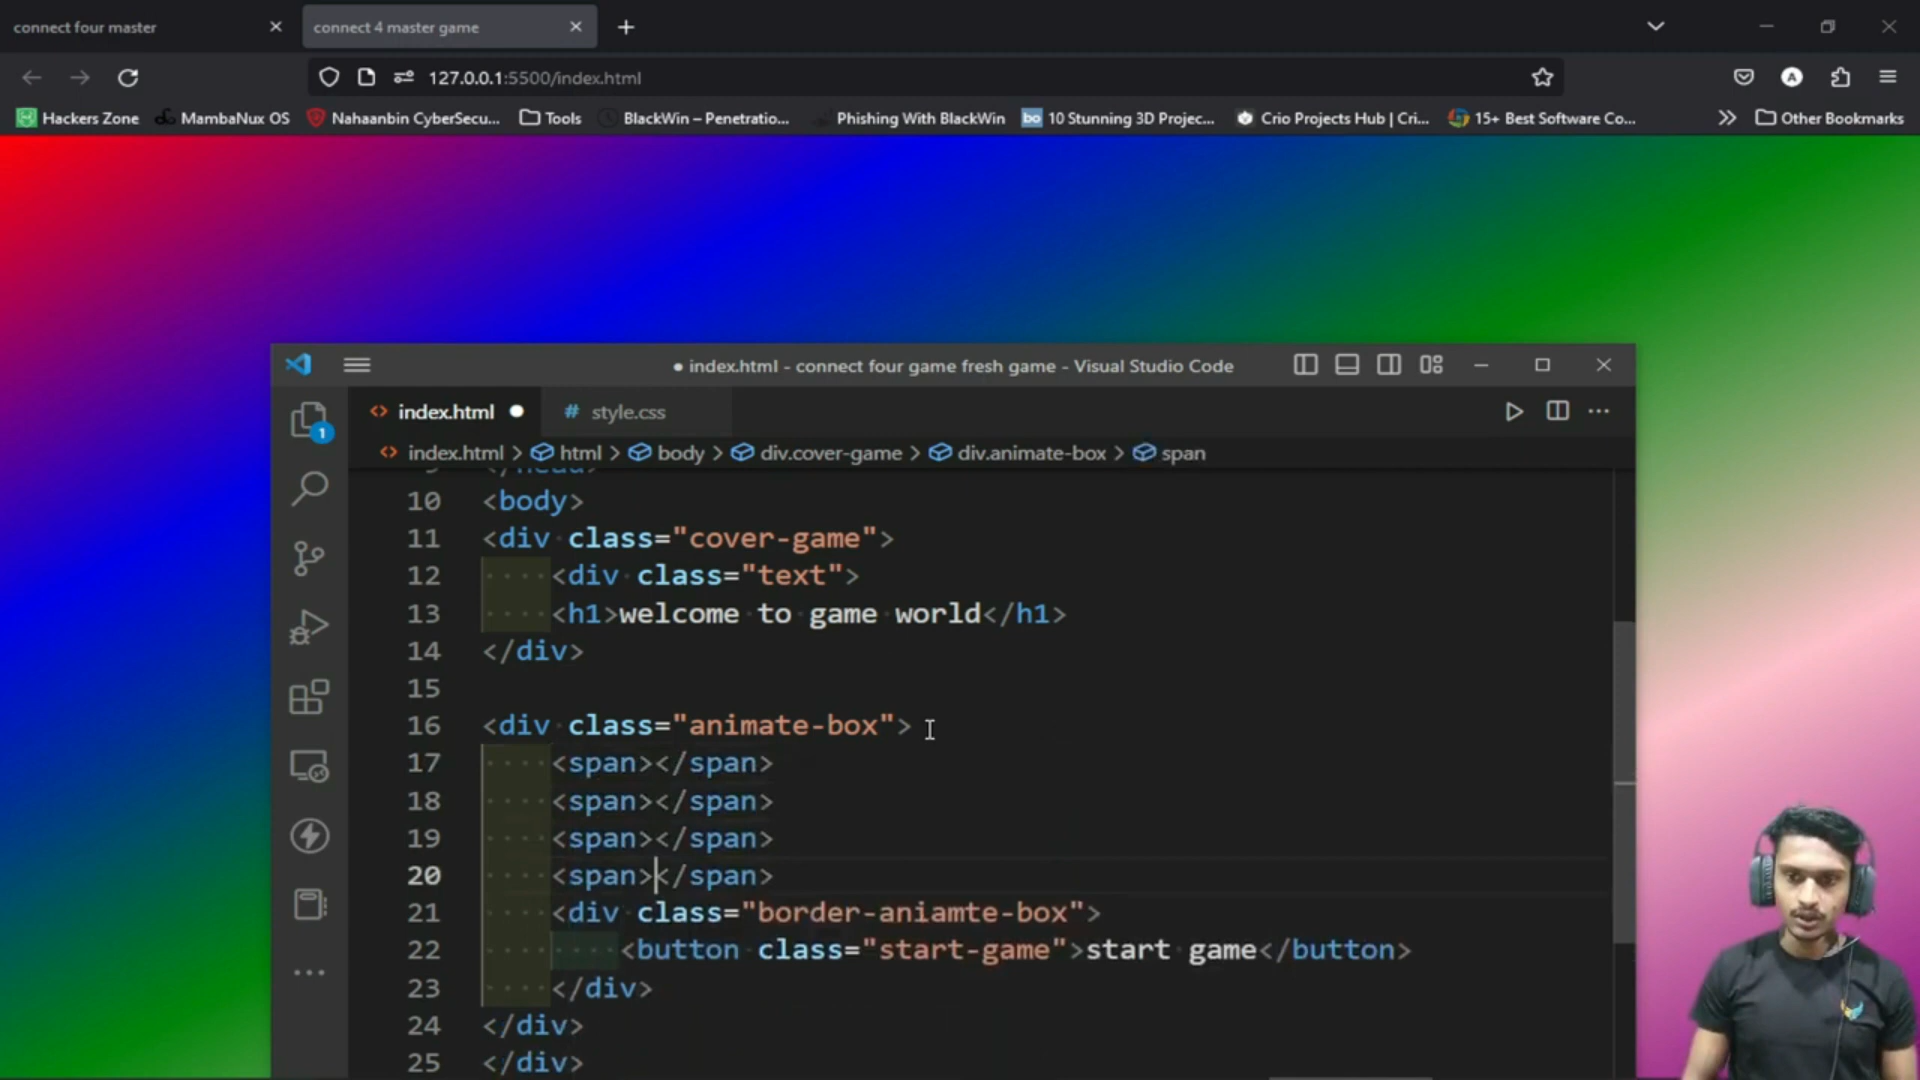 connect four master
connect 4 master game
127.0.0.1:5500/index.html
Hackers Zone
MambaNux OS
Nahaanbin CyberSecu...
Tools
BlackWin – Penetratio...
Phishing With BlackWin
bo 10 Stunning 3D Projec...
Crio Projects Hub | Cri...
15+ Best Software Co...
Other Bookmarks
index.html - connect four game fresh game - Visual Studio Code
index.html
# style.css
index.html > html > body > div.cover-game > div.animate-box > span
1
9 </head>
10 <body>
11 <div class="cover-game">
12 <div class="text">
13 <h1>welcome to game world</h1>
14 </div>
15
16 <div class="animate-box">
17 <span></span>
18 <span></span>
19 <span></span>
20 <span></span>
21 <div class="border-aniamte-box">
22 <button class="start-game">start game</button>
23 </div>
24 </div>
25 </div>